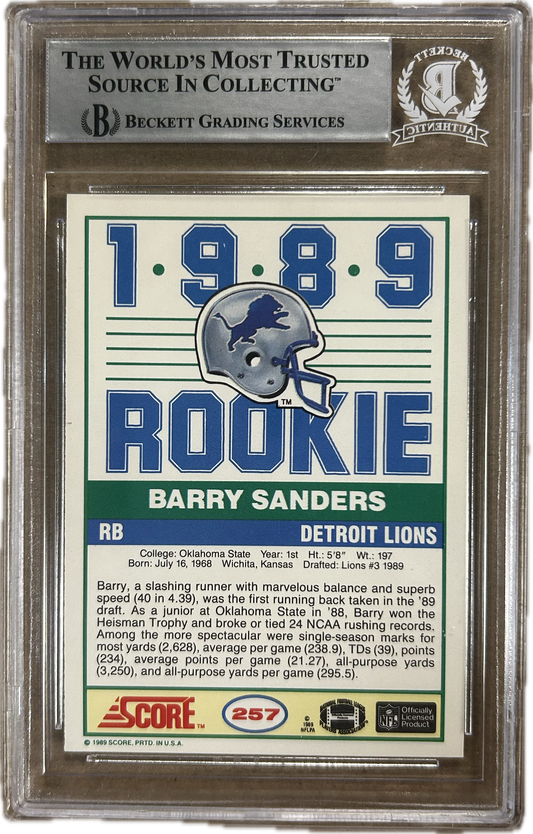 THE WORLD'S MOST TRUSTED
SOURCE IN COLLECTING™
B BECKETT GRADING SERVICES
BECKETT
B
AUTHENTIC
1·9·8·9
TM
ROOKIE
BARRY SANDERS
RB DETROIT LIONS
College: Oklahoma State Year: 1st Ht.: 5'8" Wt.: 197
Born: July 16, 1968 Wichita, Kansas Drafted: Lions #3 1989
Barry, a slashing runner with marvelous balance and superb
speed (40 in 4.39), was the first running back taken in the '89
draft. As a junior at Oklahoma State in '88, Barry won the
Heisman Trophy and broke or tied 24 NCAA rushing records.
Among the more spectacular were single-season marks for
most yards (2,628), average per game (238.9), TDs (39), points
(234), average points per game (21.27), all-purpose yards
(3,250), and all-purpose yards per game (295.5).
SCORE™ 257
©
1989
NFLPA
NFL
Officially
Licensed
Product
© 1989 SCORE, PRTD. IN U.S.A.